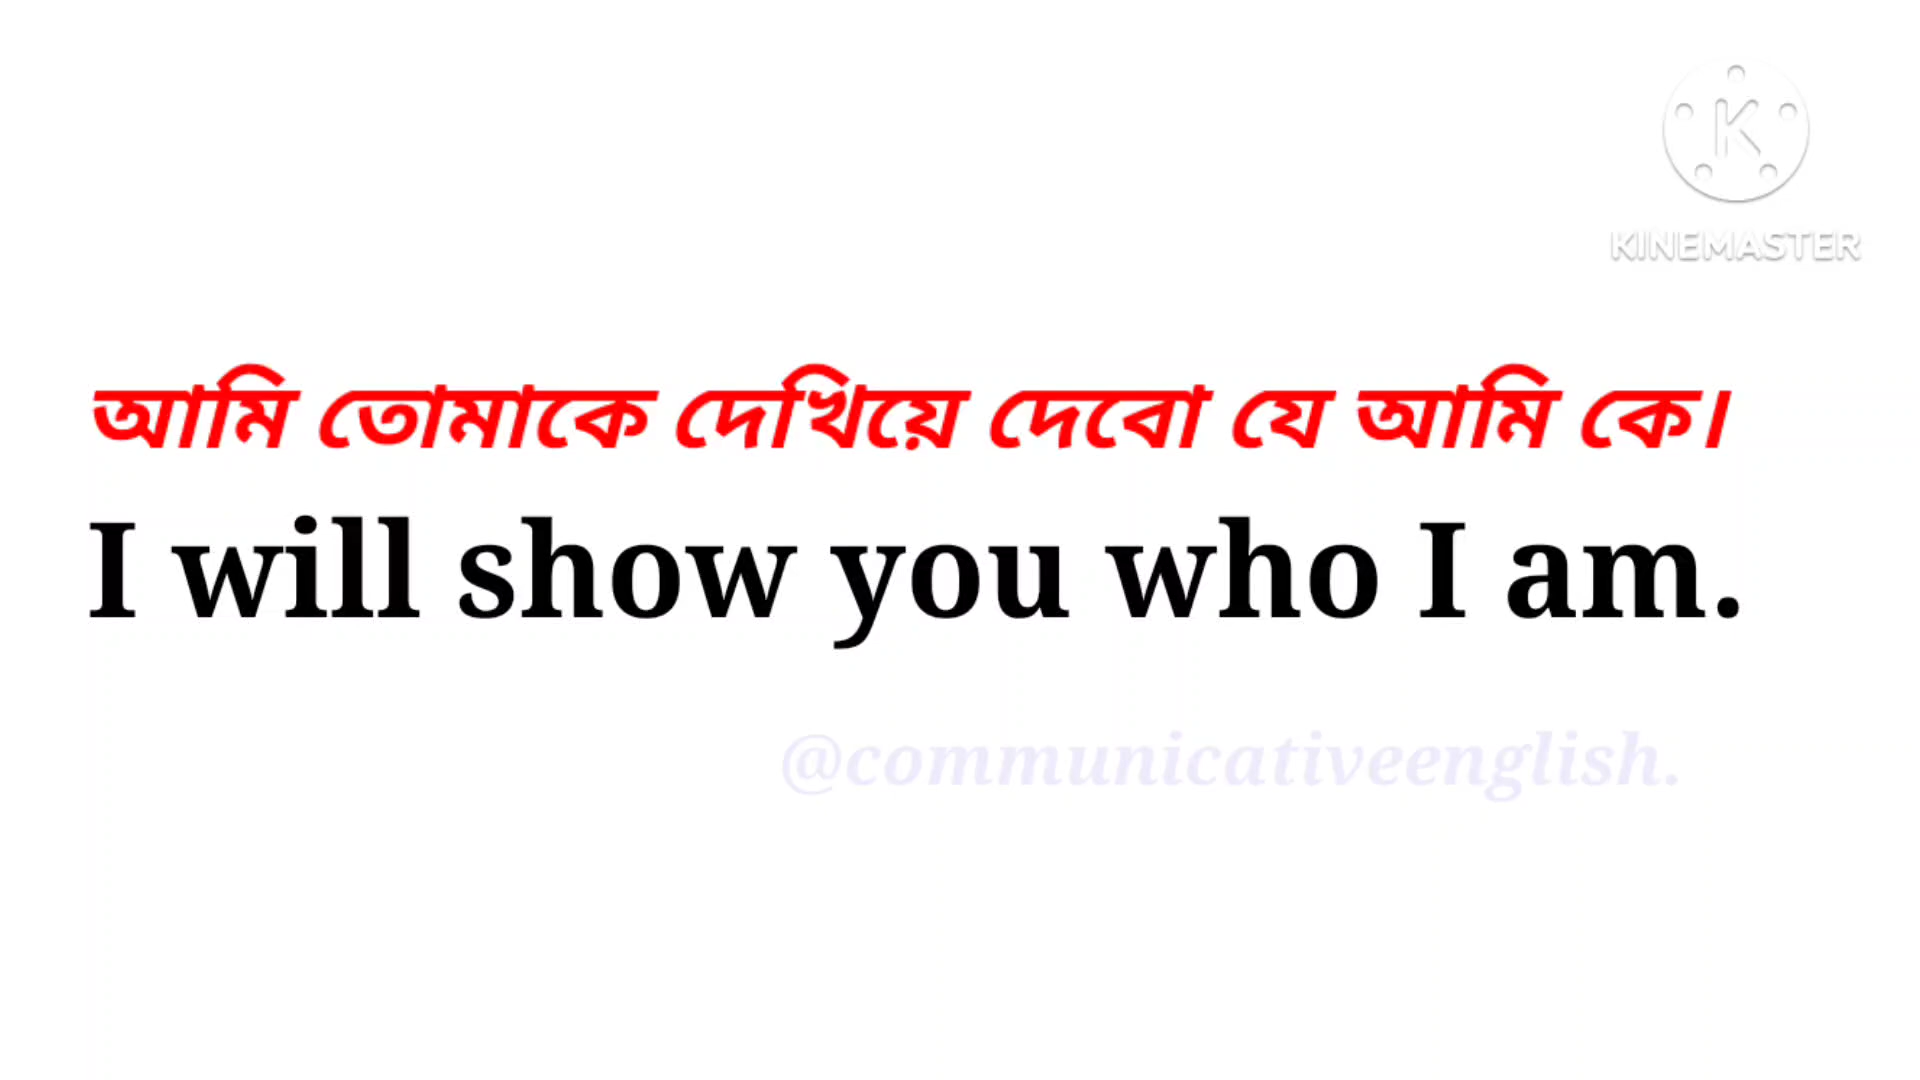 KINEMASTER
আমি তোমাকে দেখিয়ে দেবো যে আমি কে।
I will show you who I am.
@communicativeenglish.